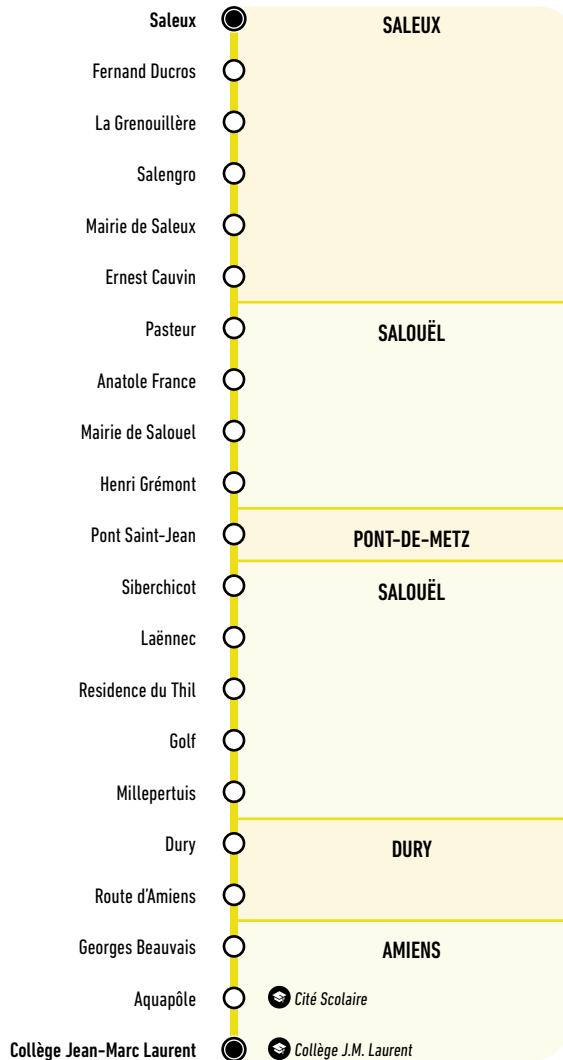 Saleux
SALEUX
Fernand Ducros
La Grenouillère
Salengro
Mairie de Saleux
Ernest Cauvin
Pasteur
SALOUËL
Anatole France
Mairie de Salouel
Henri Grémont
Pont Saint-Jean
PONT-DE-METZ
Siberchicot
SALOUËL
Laënnec
Residence du Thil
Golf
Millepertuis
Dury
DURY
Route d'Amiens
Georges Beauvais
AMIENS
Aquapôle
Cité Scolaire
Collège Jean-Marc Laurent
Collège J.M. Laurent